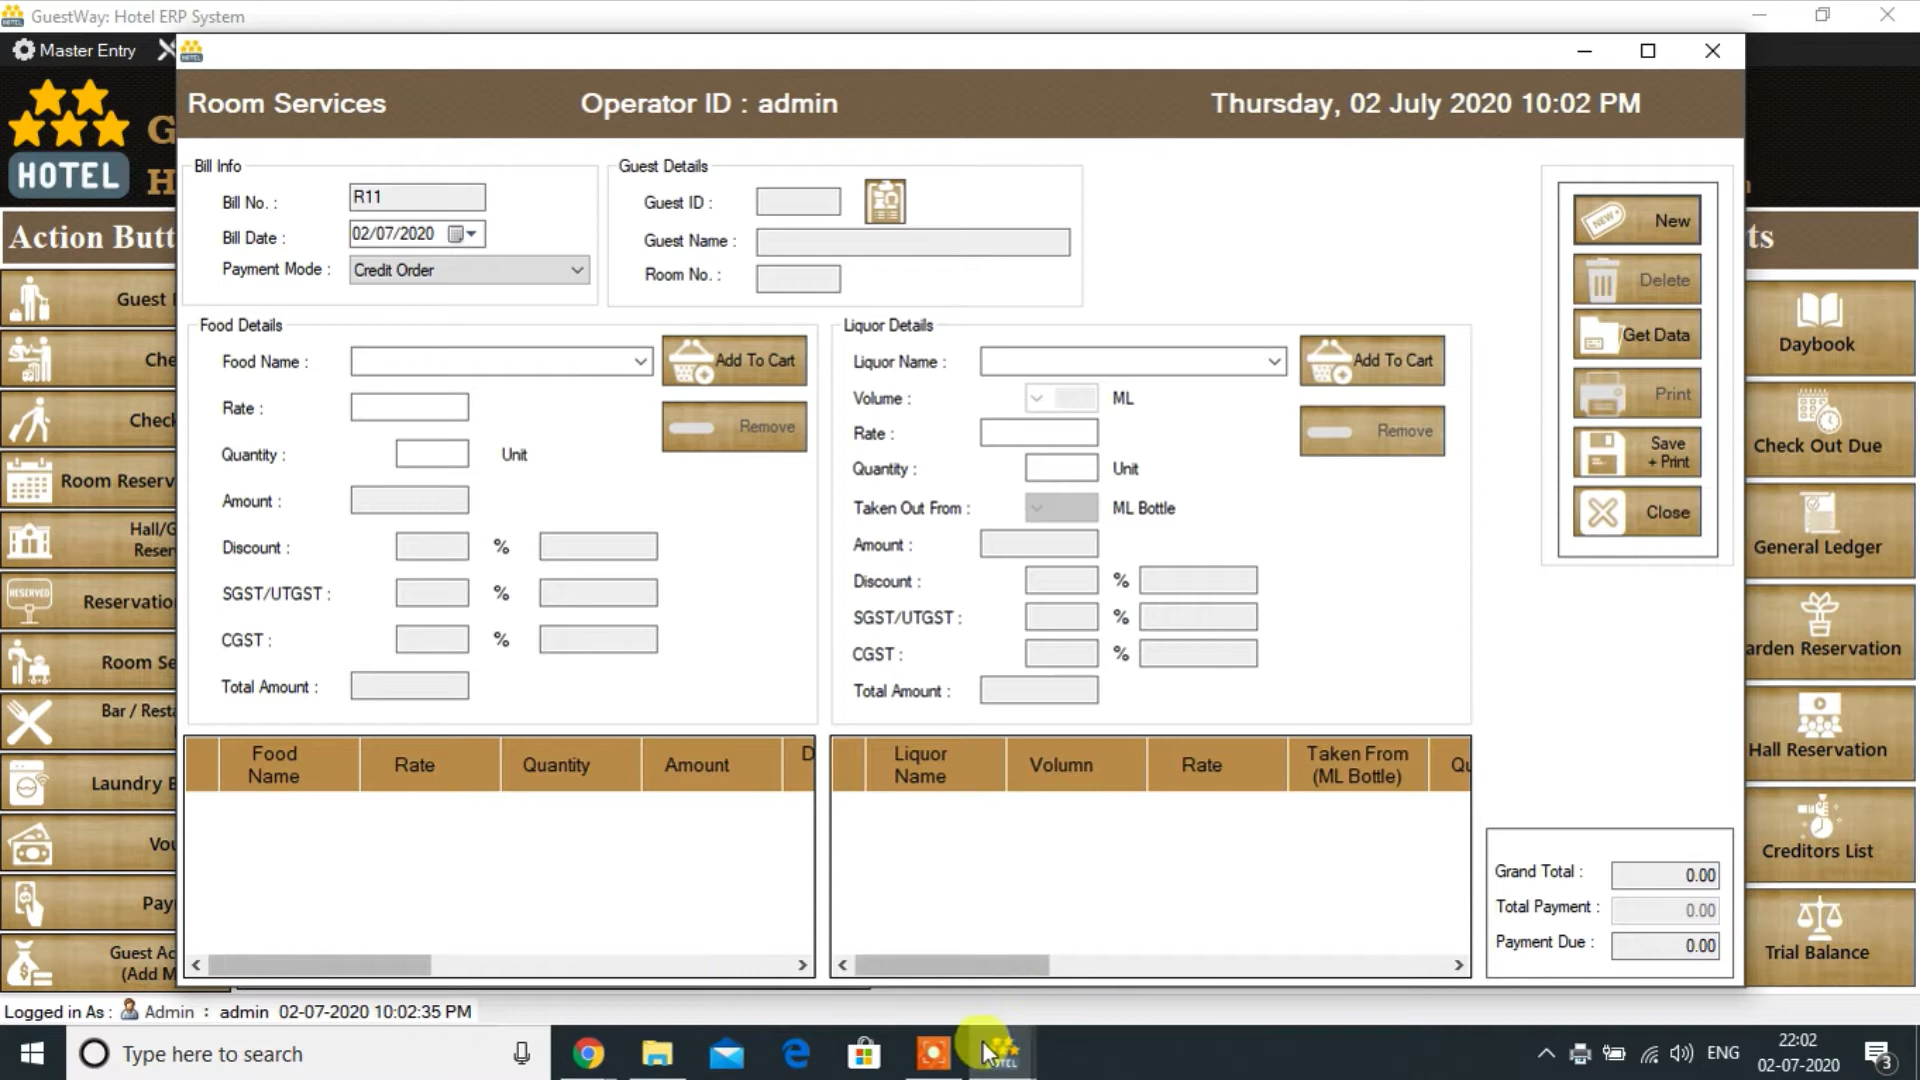 GuestWay: Hotel ERP System
Master Entry
HOTEL
G
H
Room Services
Operator ID : admin
Thursday, 02 July 2020 10:02 PM
Action Butt
Guest
Che
Check
Room Reserv
Hall/G
Reser
RESERVED
Reservatio
Room Se
Bar / Resta
Laundry B
Vou
Pay
Guest Ac
(Add M
Bill Info
Bill No. :
R11
Bill Date :
02/07/2020
Payment Mode :
Credit Order
Guest Details
Guest ID :
Guest Name :
Room No. :
Food Details
Food Name :
Add To Cart
Rate :
Remove
Quantity :
Unit
Amount :
Discount :
%
SGST/UTGST :
%
CGST :
%
Total Amount :
Liquor Details
Liquor Name :
Add To Cart
Volume :
ML
Rate :
Remove
Quantity :
Unit
Taken Out From :
ML Bottle
Amount :
Discount :
%
SGST/UTGST :
%
CGST :
%
Total Amount :
NEW
New
Delete
Get Data
Print
Save
+ Print
Close
Food
Name
Rate
Quantity
Amount
D
Liquor
Name
Volumn
Rate
Taken From
(ML Bottle)
Qu
Grand Total :
0.00
Total Payment :
0.00
Payment Due :
0.00
ts
Daybook
Check Out Due
General Ledger
arden Reservation
Hall Reservation
Creditors List
Trial Balance
Logged in As : Admin : admin 02-07-2020 10:02:35 PM
Type here to search
ENG
22:02
02-07-2020
3